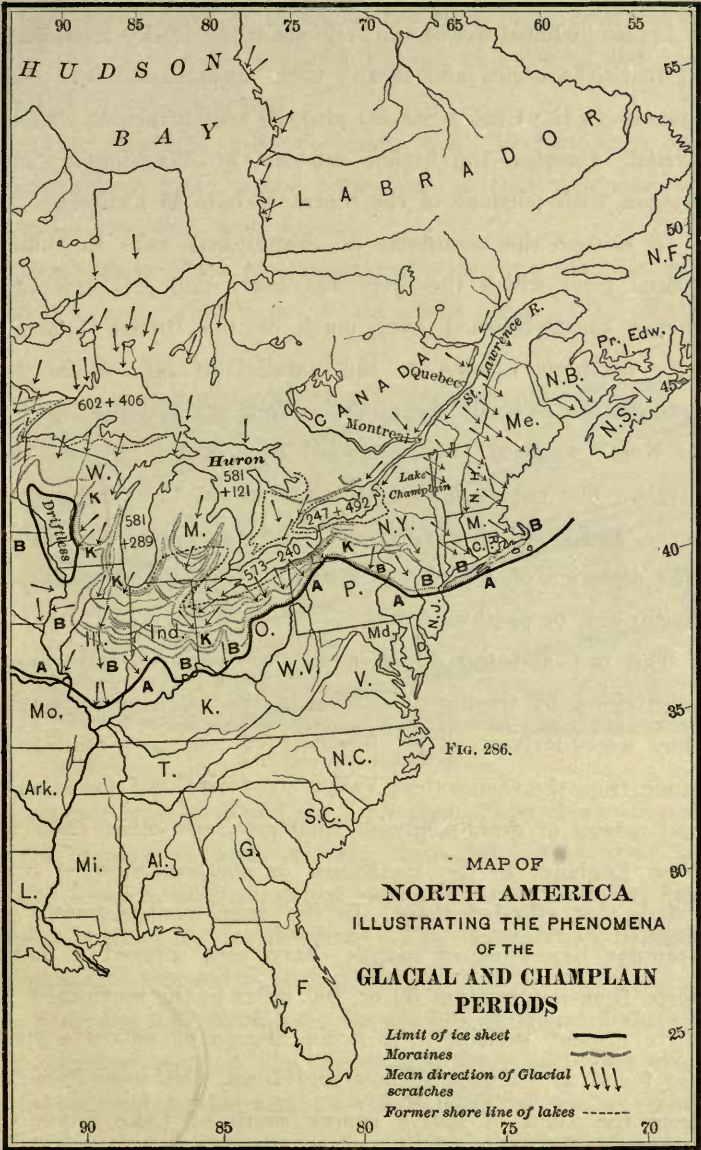 90 85 80 75 70 65 60 55
HUDSON
BAY
55
LABRADOR
50
N.F.
St. Lawrence R.
Pr. Edw.
CANADA
Quebec
N.B.
45
602+406
Montreal
Me.
N.S.
Huron
581
+121
W.
K
Lake
Champlain
N.H.
Driftless
581
+289
M.
247+492
N.Y.
M.
B
K
K
C.
R.I.
B
40
573-240
K
B
B
B
A
P.
A
A
N.J.
B
Ill.
Ind.
K
O.
B
Md.
D.
A
B
A
B
W.V.
V.
Mo.
K.
35
N.C.
FIG. 286.
T.
Ark.
S.C.
Mi.
Al.
G.
L.
30
F
MAP OF
NORTH AMERICA
ILLUSTRATING THE PHENOMENA
OF THE
GLACIAL AND CHAMPLAIN
PERIODS
Limit of ice sheet
25
Moraines
Mean direction of Glacial
scratches
Former shore line of lakes
90 85 80 75 70